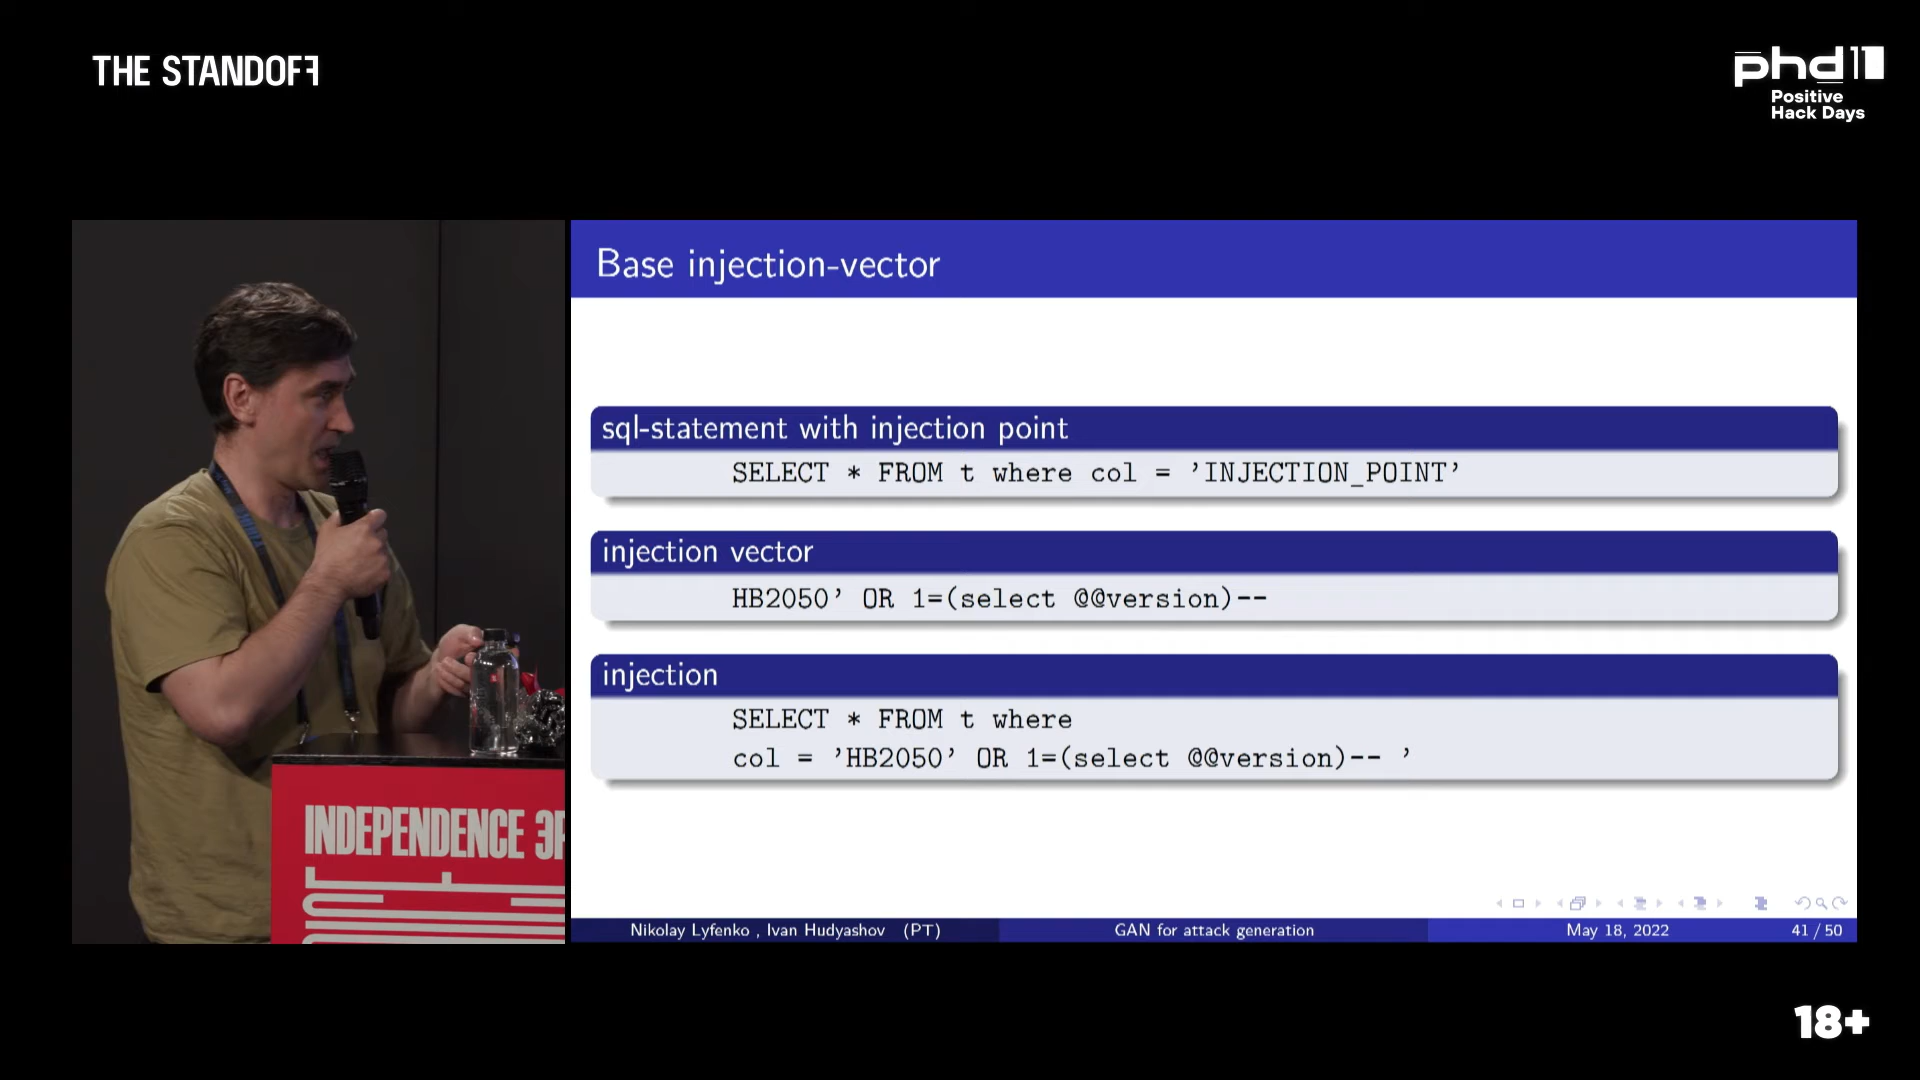 THE STANDOFF
phd11
Positive
Hack Days
Base injection-vector
sql-statement with injection point
SELECT * FROM t where col = ’INJECTION_POINT’
injection vector
HB2050’ OR 1=(select @@version)--
injection
SELECT * FROM t where
col = ’HB2050’ OR 1=(select @@version)-- ’
INDEPENDENCE ЭР
Nikolay Lyfenko , Ivan Hudyashov (PT)
GAN for attack generation
May 18, 2022
41 / 50
18+